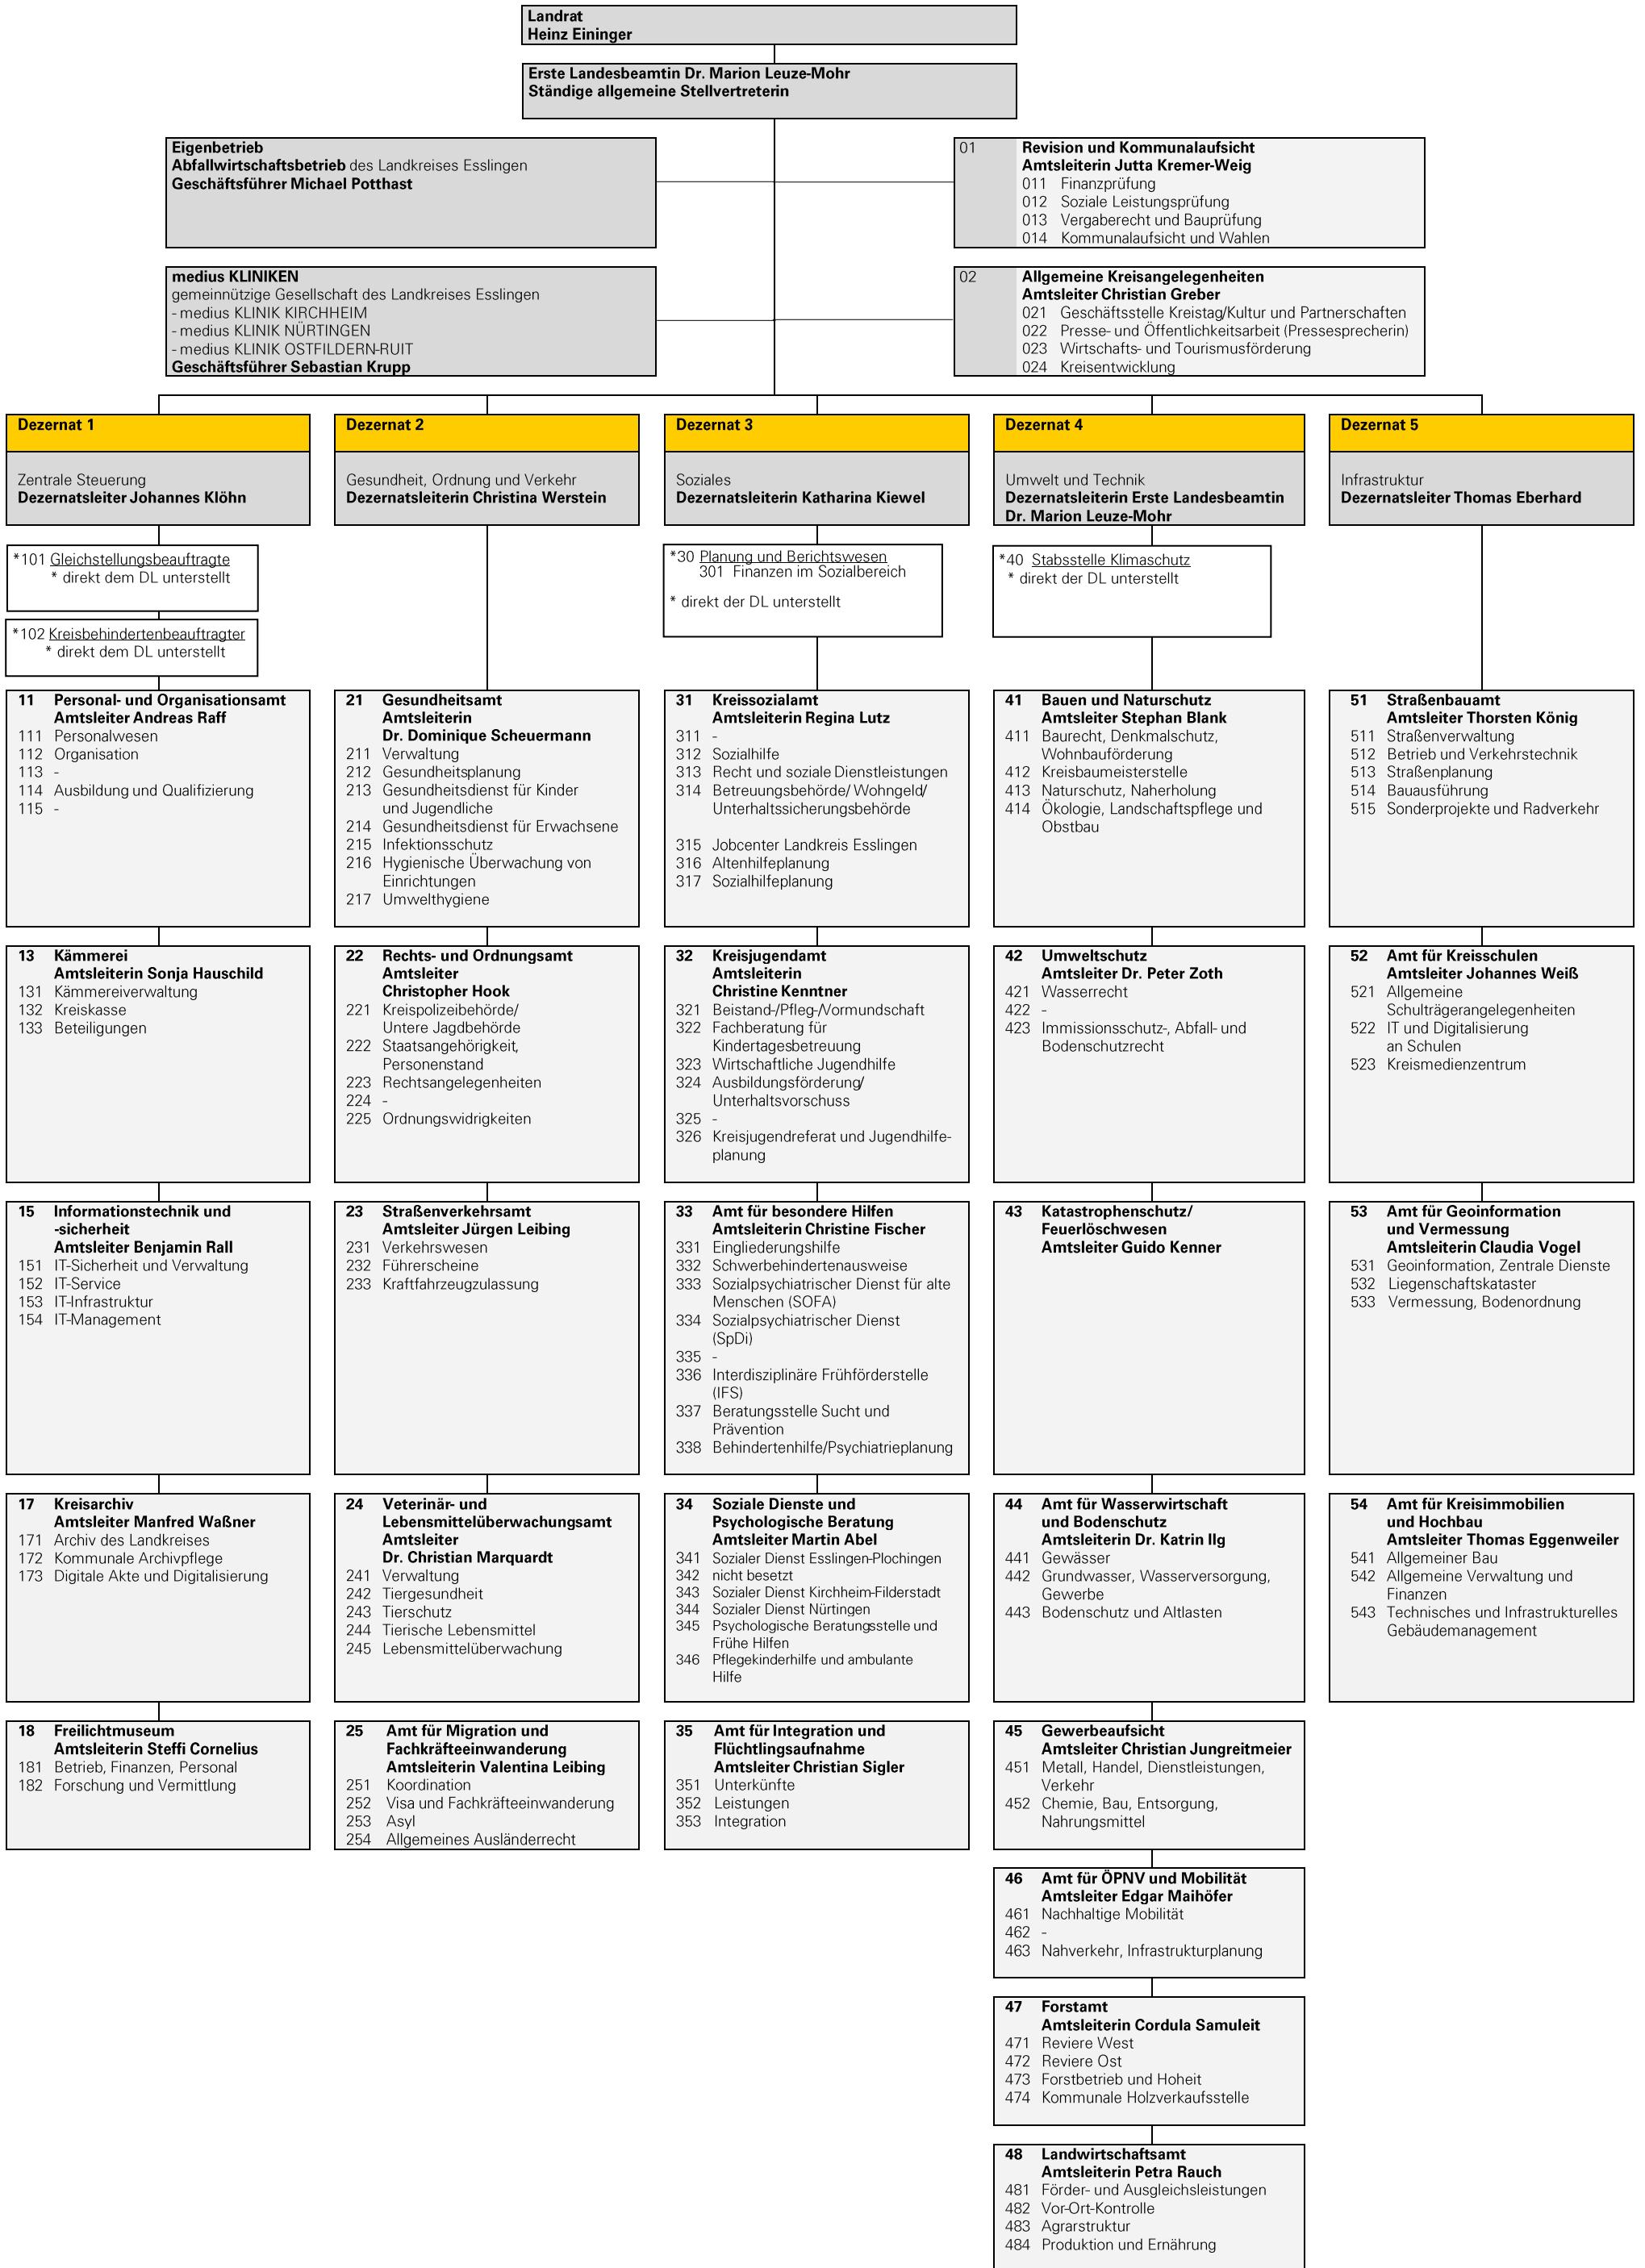 Landrat
Heinz Eininger
Erste Landesbeamtin Dr. Marion Leuze-Mohr
Ständige allgemeine Stellvertreterin
Eigenbetrieb
Abfallwirtschaftsbetrieb des Landkreises Esslingen
Geschäftsführer Michael Potthast
01 Revision und Kommunalaufsicht
Amtsleiterin Jutta Kremer-Weig
011 Finanzprüfung
012 Soziale Leistungsprüfung
013 Vergaberecht und Bauprüfung
014 Kommunalaufsicht und Wahlen
medius KLINIKEN
gemeinnützige Gesellschaft des Landkreises Esslingen
- medius KLINIK KIRCHHEIM
- medius KLINIK NÜRTINGEN
- medius KLINIK OSTFILDERN-RUIT
Geschäftsführer Sebastian Krupp
02 Allgemeine Kreisangelegenheiten
Amtsleiter Christian Greber
021 Geschäftsstelle Kreistag/Kultur und Partnerschaften
022 Presse- und Öffentlichkeitsarbeit (Pressesprecherin)
023 Wirtschafts- und Tourismusförderung
024 Kreisentwicklung
Dezernat 1
Zentrale Steuerung
Dezernatsleiter Johannes Klöhn
*101 Gleichstellungsbeauftragte
* direkt dem DL unterstellt
*102 Kreisbehindertenbeauftragter
* direkt dem DL unterstellt
11 Personal- und Organisationsamt
Amtsleiter Andreas Raff
111 Personalwesen
112 Organisation
113 -
114 Ausbildung und Qualifizierung
115 -
13 Kämmerei
Amtsleiterin Sonja Hauschild
131 Kämmereiverwaltung
132 Kreiskasse
133 Beteiligungen
15 Informationstechnik und
-sicherheit
Amtsleiter Benjamin Rall
151 IT-Sicherheit und Verwaltung
152 IT-Service
153 IT-Infrastruktur
154 IT-Management
17 Kreisarchiv
Amtsleiter Manfred Waßner
171 Archiv des Landkreises
172 Kommunale Archivpflege
173 Digitale Akte und Digitalisierung
18 Freilichtmuseum
Amtsleiterin Steffi Cornelius
181 Betrieb, Finanzen, Personal
182 Forschung und Vermittlung
Dezernat 2
Gesundheit, Ordnung und Verkehr
Dezernatsleiterin Christina Werstein
21 Gesundheitsamt
Amtsleiterin
Dr. Dominique Scheuermann
211 Verwaltung
212 Gesundheitsplanung
213 Gesundheitsdienst für Kinder
und Jugendliche
214 Gesundheitsdienst für Erwachsene
215 Infektionsschutz
216 Hygienische Überwachung von
Einrichtungen
217 Umwelthygiene
22 Rechts- und Ordnungsamt
Amtsleiter
Christopher Hook
221 Kreispolizeibehörde/
Untere Jagdbehörde
222 Staatsangehörigkeit,
Personenstand
223 Rechtsangelegenheiten
224 -
225 Ordnungswidrigkeiten
23 Straßenverkehrsamt
Amtsleiter Jürgen Leibing
231 Verkehrswesen
232 Führerscheine
233 Kraftfahrzeugzulassung
24 Veterinär- und
Lebensmittelüberwachungsamt
Amtsleiter
Dr. Christian Marquardt
241 Verwaltung
242 Tiergesundheit
243 Tierschutz
244 Tierische Lebensmittel
245 Lebensmittelüberwachung
25 Amt für Migration und
Fachkräfteeinwanderung
Amtsleiterin Valentina Leibing
251 Koordination
252 Visa und Fachkräfteeinwanderung
253 Asyl
254 Allgemeines Ausländerrecht
Dezernat 3
Soziales
Dezernatsleiterin Katharina Kiewel
*30 Planung und Berichtswesen
301 Finanzen im Sozialbereich
* direkt der DL unterstellt
31 Kreissozialamt
Amtsleiterin Regina Lutz
311 -
312 Sozialhilfe
313 Recht und soziale Dienstleistungen
314 Betreuungsbehörde/ Wohngeld/
Unterhaltssicherungsbehörde
315 Jobcenter Landkreis Esslingen
316 Altenhilfeplanung
317 Sozialhilfeplanung
32 Kreisjugendamt
Amtsleiterin
Christine Kenntner
321 Beistand-/Pfleg-/Vormundschaft
322 Fachberatung für
Kindertagesbetreuung
323 Wirtschaftliche Jugendhilfe
324 Ausbildungsförderung/
Unterhaltsvorschuss
325 -
326 Kreisjugendreferat und Jugendhilfe-
planung
33 Amt für besondere Hilfen
Amtsleiterin Christine Fischer
331 Eingliederungshilfe
332 Schwerbehindertenausweise
333 Sozialpsychiatrischer Dienst für alte
Menschen (SOFA)
334 Sozialpsychiatrischer Dienst
(SpDi)
335 -
336 Interdisziplinäre Frühförderstelle
(IFS)
337 Beratungsstelle Sucht und
Prävention
338 Behindertenhilfe/Psychiatrieplanung
34 Soziale Dienste und
Psychologische Beratung
Amtsleiter Martin Abel
341 Sozialer Dienst Esslingen-Plochingen
342 nicht besetzt
343 Sozialer Dienst Kirchheim-Filderstadt
344 Sozialer Dienst Nürtingen
345 Psychologische Beratungsstelle und
Frühe Hilfen
346 Pflegekinderhilfe und ambulante
Hilfe
35 Amt für Integration und
Flüchtlingsaufnahme
Amtsleiter Christian Sigler
351 Unterkünfte
352 Leistungen
353 Integration
Dezernat 4
Umwelt und Technik
Dezernatsleiterin Erste Landesbeamtin
Dr. Marion Leuze-Mohr
*40 Stabsstelle Klimaschutz
* direkt der DL unterstellt
41 Bauen und Naturschutz
Amtsleiter Stephan Blank
411 Baurecht, Denkmalschutz,
Wohnbauförderung
412 Kreisbaumeisterstelle
413 Naturschutz, Naherholung
414 Ökologie, Landschaftspflege und
Obstbau
42 Umweltschutz
Amtsleiter Dr. Peter Zoth
421 Wasserrecht
422 -
423 Immissionsschutz-, Abfall- und
Bodenschutzrecht
43 Katastrophenschutz/
Feuerlöschwesen
Amtsleiter Guido Kenner
44 Amt für Wasserwirtschaft
und Bodenschutz
Amtsleiterin Dr. Katrin Ilg
441 Gewässer
442 Grundwasser, Wasserversorgung,
Gewerbe
443 Bodenschutz und Altlasten
45 Gewerbeaufsicht
Amtsleiter Christian Jungreitmeier
451 Metall, Handel, Dienstleistungen,
Verkehr
452 Chemie, Bau, Entsorgung,
Nahrungsmittel
46 Amt für ÖPNV und Mobilität
Amtsleiter Edgar Maihöfer
461 Nachhaltige Mobilität
462 -
463 Nahverkehr, Infrastrukturplanung
47 Forstamt
Amtsleiterin Cordula Samuleit
471 Reviere West
472 Reviere Ost
473 Forstbetrieb und Hoheit
474 Kommunale Holzverkaufsstelle
48 Landwirtschaftsamt
Amtsleiterin Petra Rauch
481 Förder- und Ausgleichsleistungen
482 Vor-Ort-Kontrolle
483 Agrarstruktur
484 Produktion und Ernährung
Dezernat 5
Infrastruktur
Dezernatsleiter Thomas Eberhard
51 Straßenbauamt
Amtsleiter Thorsten König
511 Straßenverwaltung
512 Betrieb und Verkehrstechnik
513 Straßenplanung
514 Bauausführung
515 Sonderprojekte und Radverkehr
52 Amt für Kreisschulen
Amtsleiter Johannes Weiß
521 Allgemeine
Schulträgerangelegenheiten
522 IT und Digitalisierung
an Schulen
523 Kreismedienzentrum
53 Amt für Geoinformation
und Vermessung
Amtsleiterin Claudia Vogel
531 Geoinformation, Zentrale Dienste
532 Liegenschaftskataster
533 Vermessung, Bodenordnung
54 Amt für Kreisimmobilien
und Hochbau
Amtsleiter Thomas Eggenweiler
541 Allgemeiner Bau
542 Allgemeine Verwaltung und
Finanzen
543 Technisches und Infrastrukturelles
Gebäudemanagement